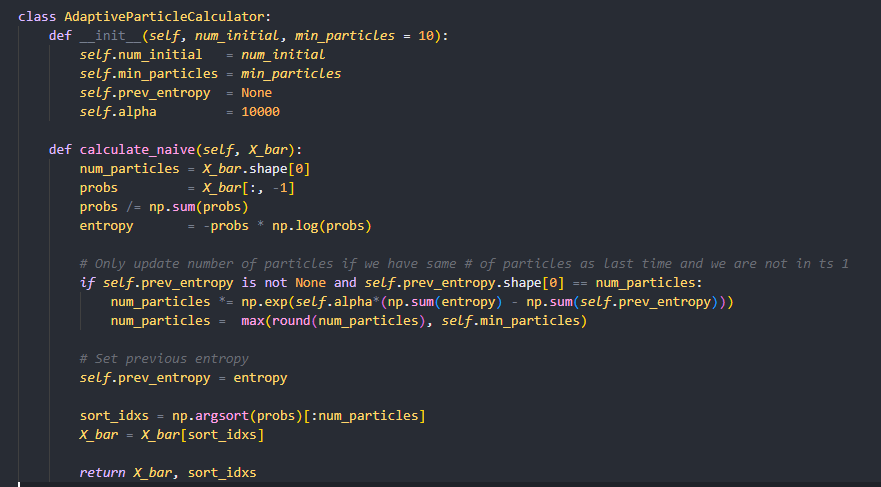 class AdaptiveParticleCalculator:
    def __init__(self, num_initial, min_particles = 10):
        self.num_initial   = num_initial
        self.min_particles = min_particles
        self.prev_entropy  = None
        self.alpha         = 10000

    def calculate_naive(self, X_bar):
        num_particles = X_bar.shape[0]
        probs         = X_bar[:, -1]
        probs /= np.sum(probs)
        entropy       = -probs * np.log(probs)

        # Only update number of particles if we have same # of particles as last time and we are not in ts 1
        if self.prev_entropy is not None and self.prev_entropy.shape[0] == num_particles:
            num_particles *= np.exp(self.alpha*(np.sum(entropy) - np.sum(self.prev_entropy)))
            num_particles =  max(round(num_particles), self.min_particles)

        # Set previous entropy
        self.prev_entropy = entropy

        sort_idxs = np.argsort(probs)[:num_particles]
        X_bar = X_bar[sort_idxs]

        return X_bar, sort_idxs